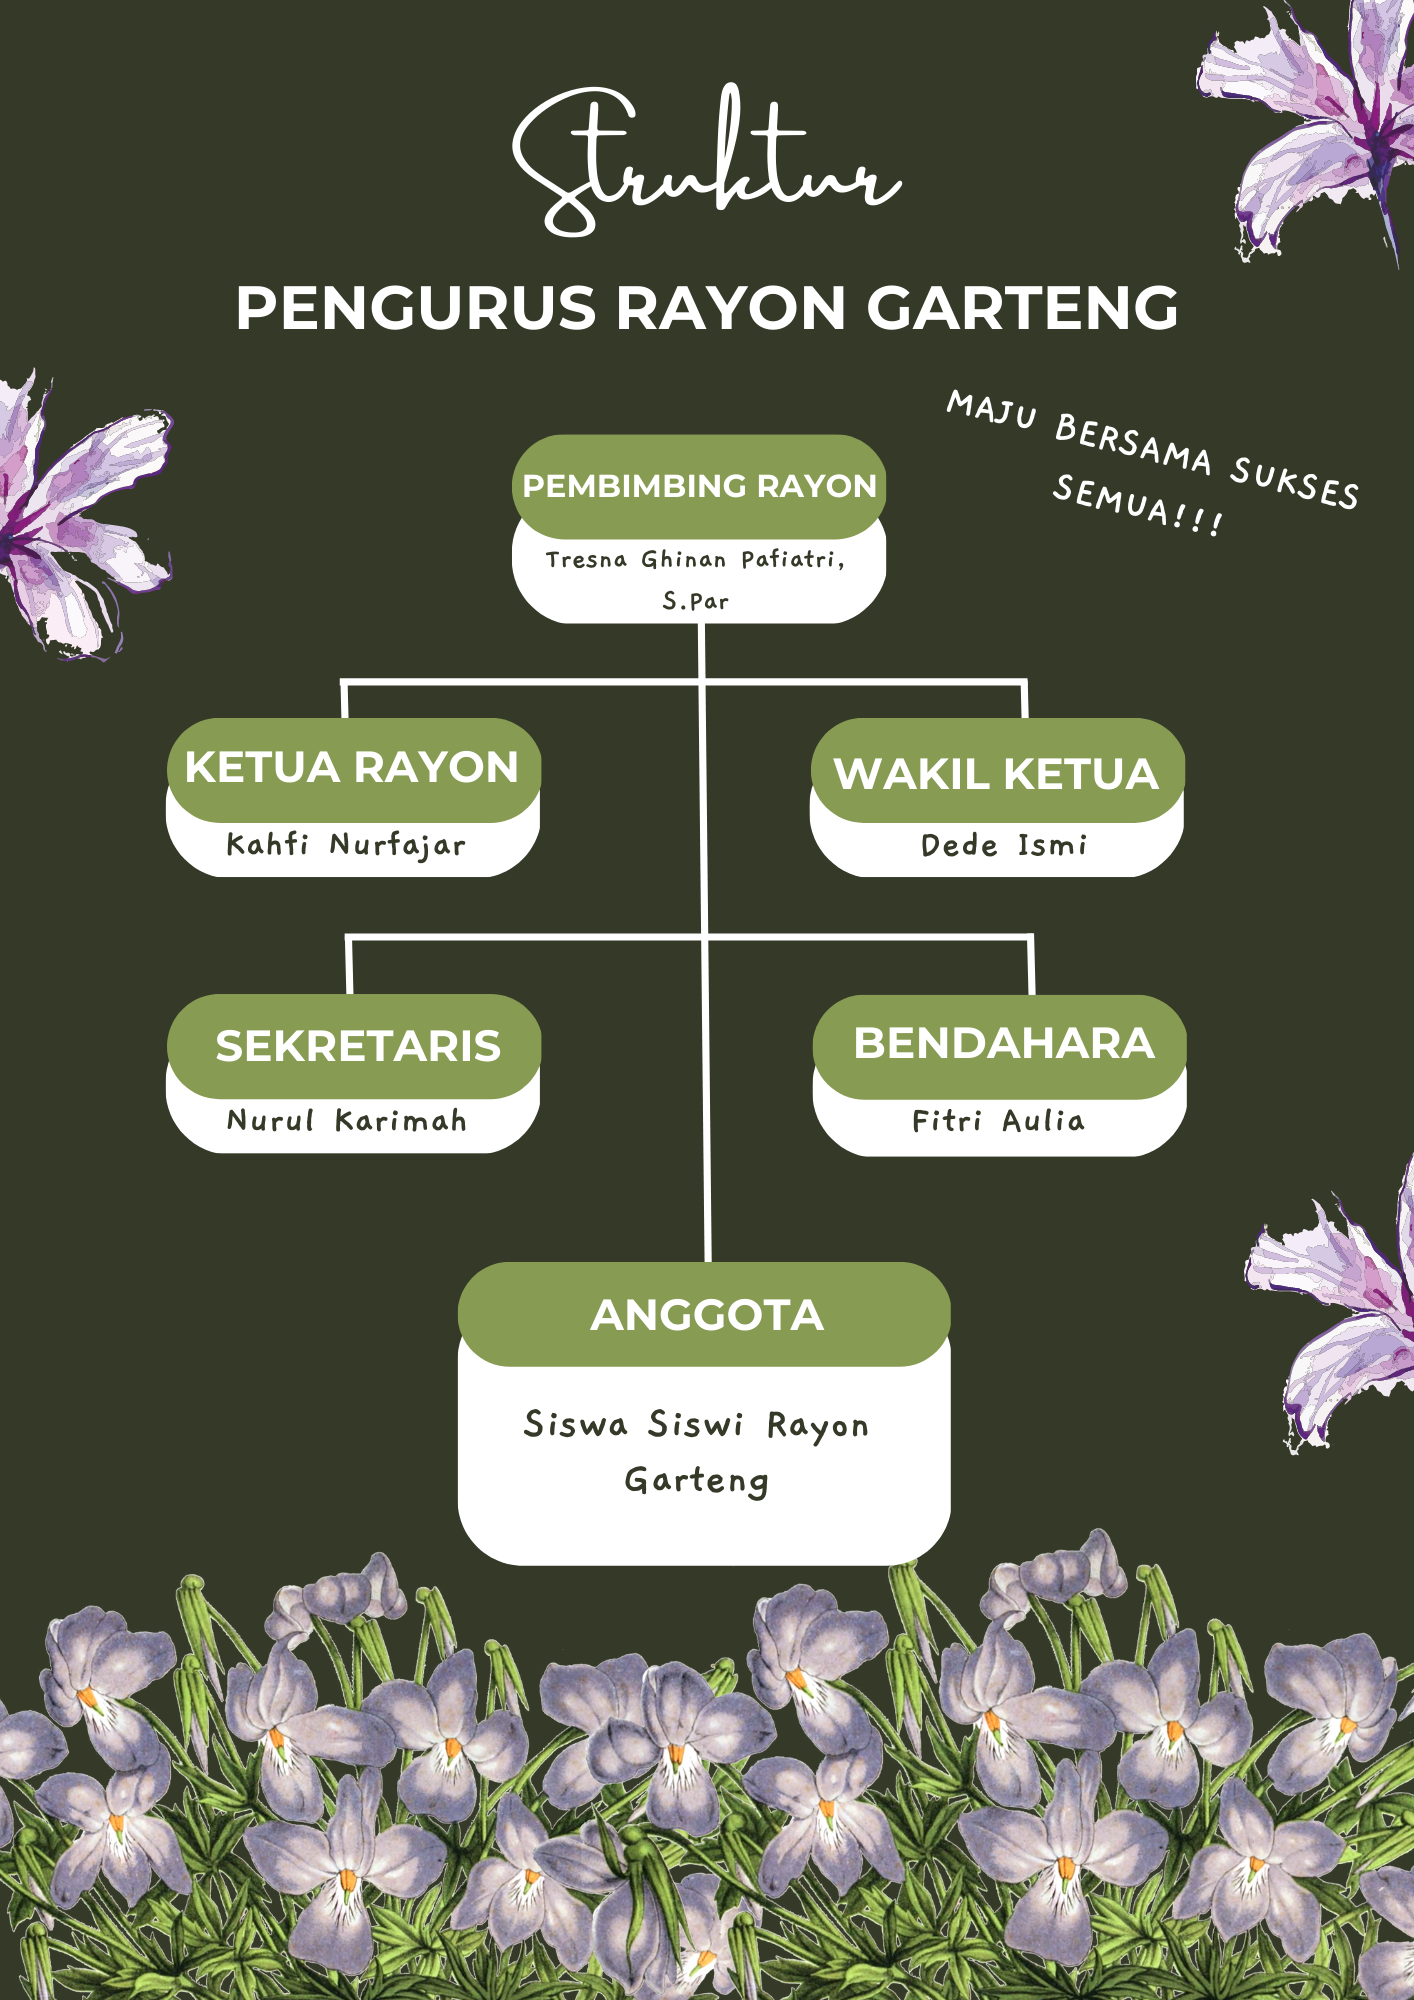 Struktur
PENGURUS RAYON GARTENG
MAJU BERSAMA SUKSES
SEMUA!!!
PEMBIMBING RAYON
Tresna Ghinan Pafiatri,
S.Par
KETUA RAYON
Kahfi Nurfajar
WAKIL KETUA
Dede Ismi
SEKRETARIS
Nurul Karimah
BENDAHARA
Fitri Aulia
ANGGOTA
Siswa Siswi Rayon
Garteng